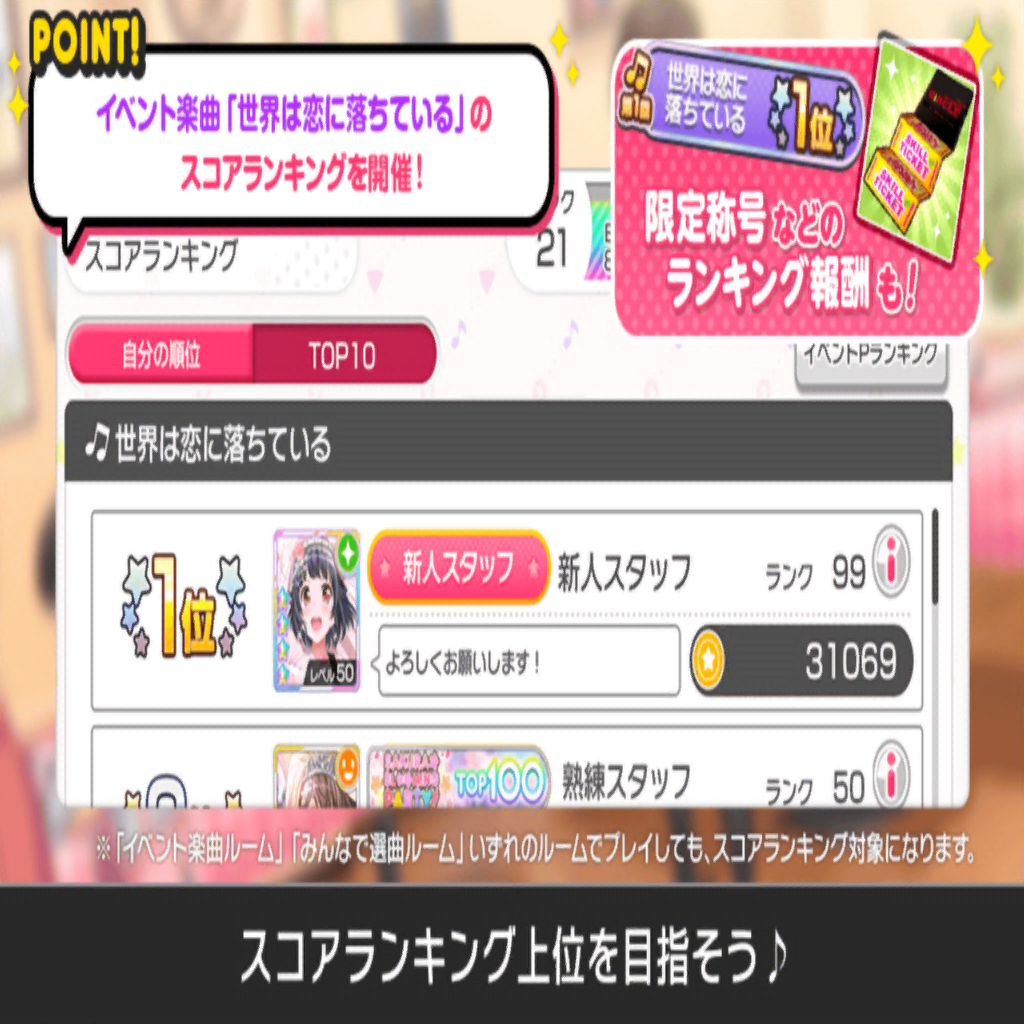 POINT!
イベント楽曲「世界は恋に落ちている」の
スコアランキングを開催!
世界は恋に
落ちている
1位
SKILL
TICKET
SKILL
TICKET
限定称号などの
ランキング報酬も!
スコアランキング
21
自分の順位
TOP10
イベントPランキング
世界は恋に落ちている
1位
レベル50
新人スタッフ
新人スタッフ
ランク 99
よろしくお願いします!
31069
PARTY
TOP100
熟練スタッフ
ランク 50
※「イベント楽曲ルーム」「みんなで選曲ルーム」いずれのルームでプレイしても、スコアランキング対象になります。
スコアランキング上位を目指そう♪